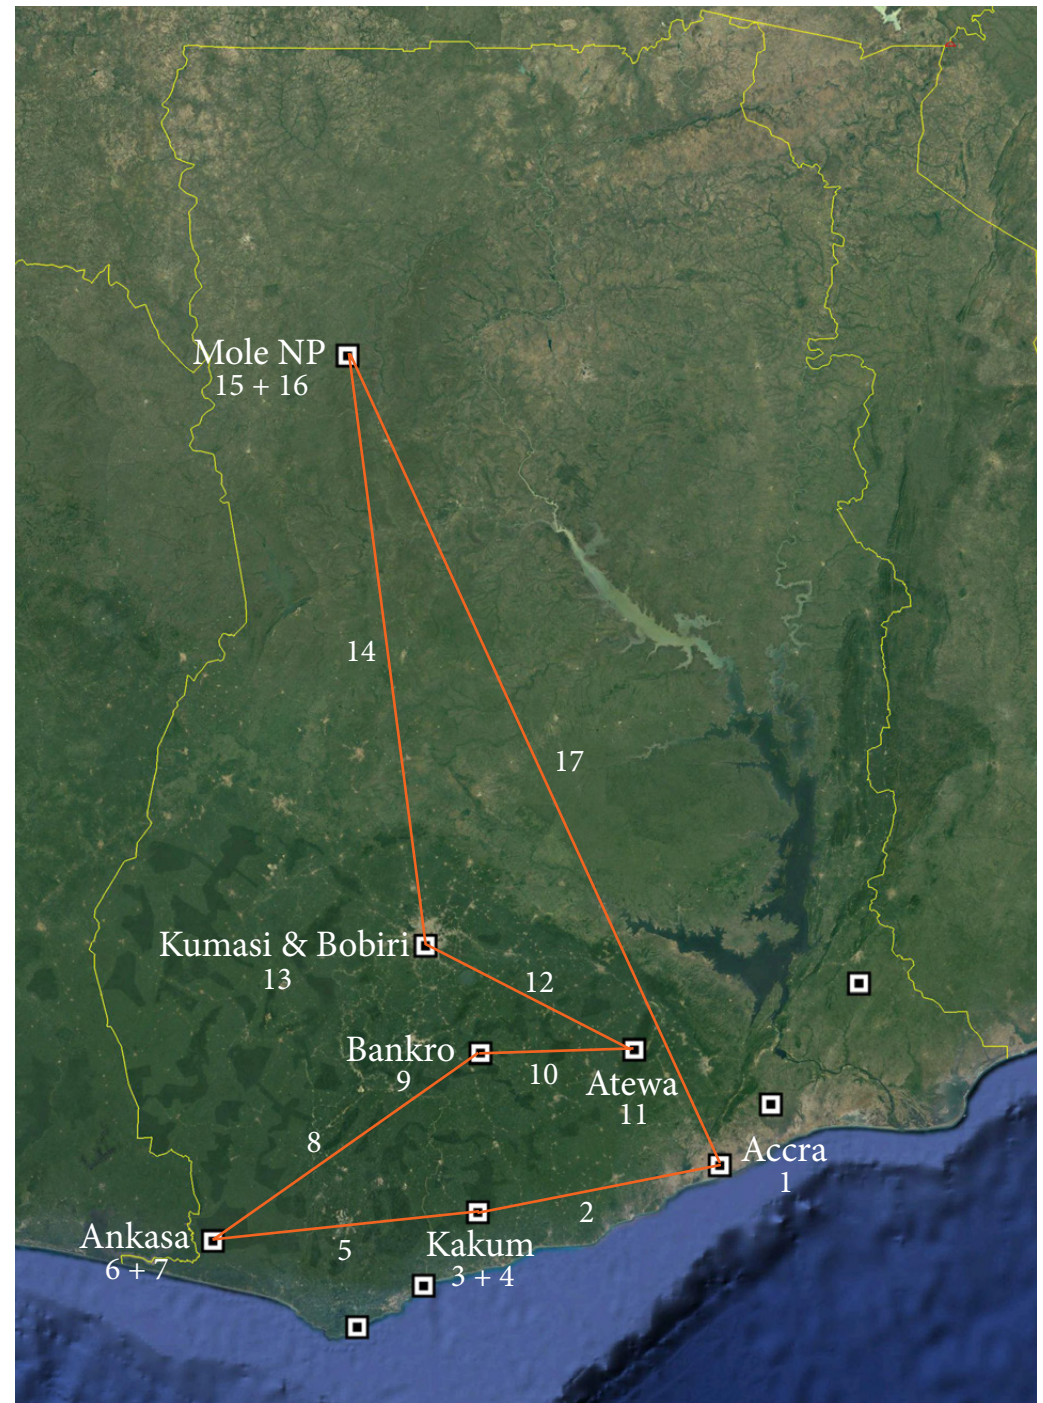 Mole NP
15 + 16
14
17
Kumasi & Bobiri
13
12
Bankro
9
10
Atewa
11
8
Accra
1
2
Ankasa
6 + 7
5
Kakum
3 + 4